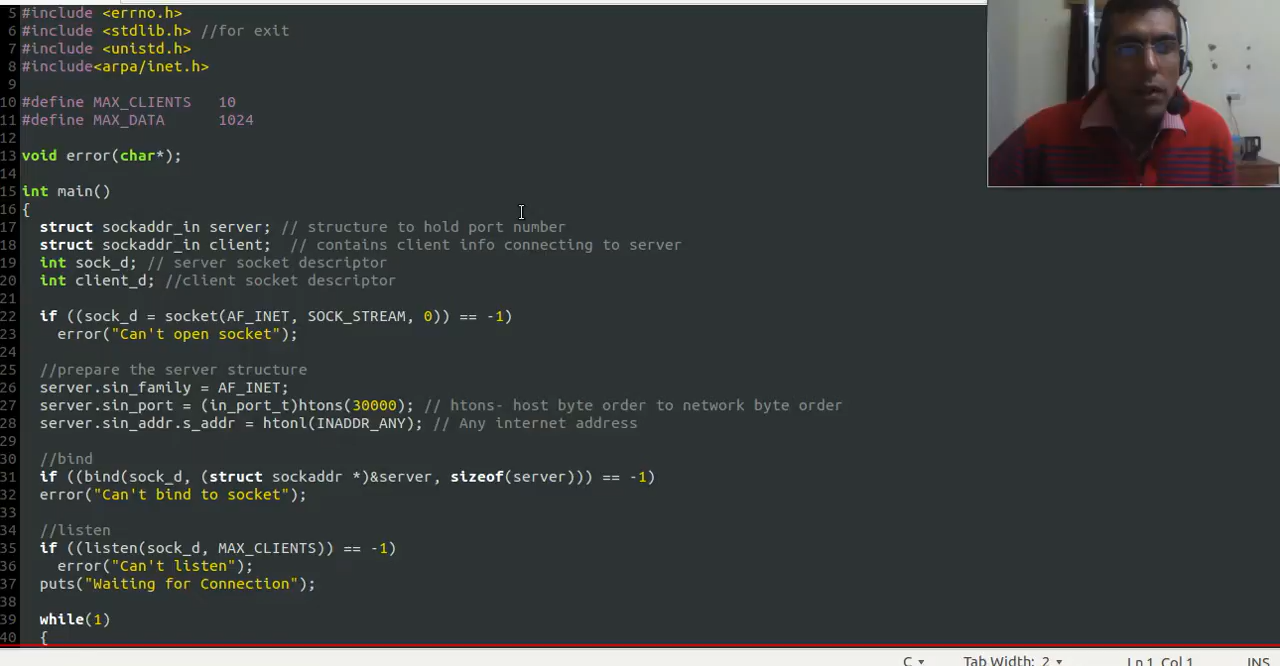 5 #include <errno.h>
6 #include <stdlib.h> //for exit
7 #include <unistd.h>
8 #include<arpa/inet.h>
9
10 #define MAX_CLIENTS   10
11 #define MAX_DATA      1024
12
13 void error(char*);
14
15 int main()
16 {
17   struct sockaddr_in server; // structure to hold port number
18   struct sockaddr_in client;  // contains client info connecting to server
19   int sock_d; // server socket descriptor
20   int client_d; //client socket descriptor
21
22   if ((sock_d = socket(AF_INET, SOCK_STREAM, 0)) == -1)
23     error("Can't open socket");
24
25   //prepare the server structure
26   server.sin_family = AF_INET;
27   server.sin_port = (in_port_t)htons(30000); // htons- host byte order to network byte order
28   server.sin_addr.s_addr = htonl(INADDR_ANY); // Any internet address
29
30   //bind
31   if ((bind(sock_d, (struct sockaddr *)&server, sizeof(server))) == -1)
32   error("Can't bind to socket");
33
34   //listen
35   if ((listen(sock_d, MAX_CLIENTS)) == -1)
36     error("Can't listen");
37   puts("Waiting for Connection");
38
39   while(1)
40   {
C Tab Width: 2 Ln 1, Col 1 INS